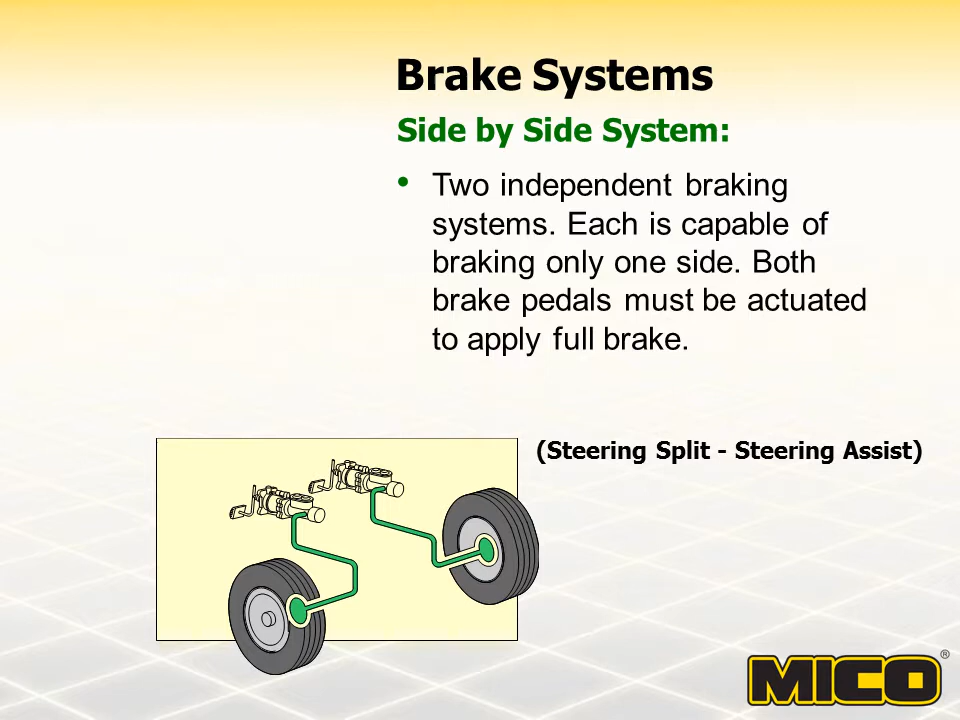 Brake Systems
Side by Side System:
• Two independent braking
systems. Each is capable of
braking only one side. Both
brake pedals must be actuated
to apply full brake.
(Steering Split - Steering Assist)
MICO®